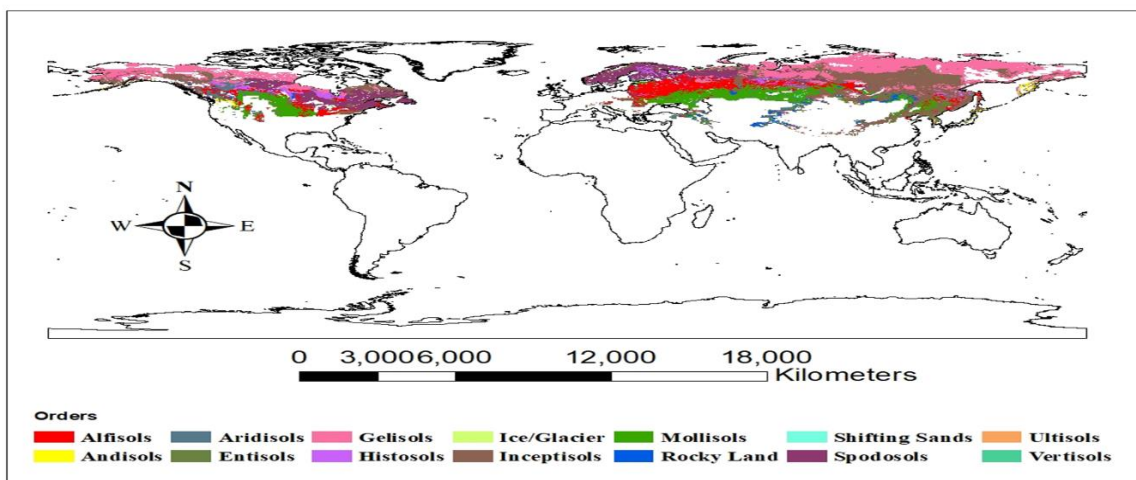 N
W E
S
0 3,0006,000 12,000 18,000
Kilometers
Orders
Alfisols Aridisols Gelisols Ice/Glacier Mollisols Shifting Sands Ultisols
Andisols Entisols Histosols Inceptisols Rocky Land Spodosols Vertisols